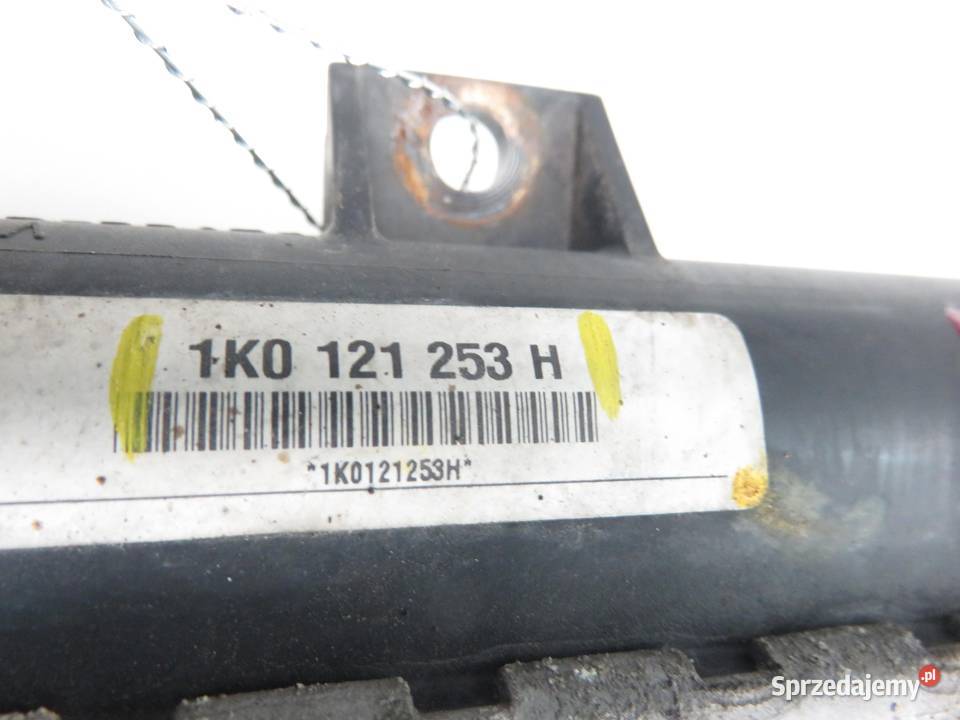 1K0 121 253 H
*1K0121253H*
Sprzedajemy.pl